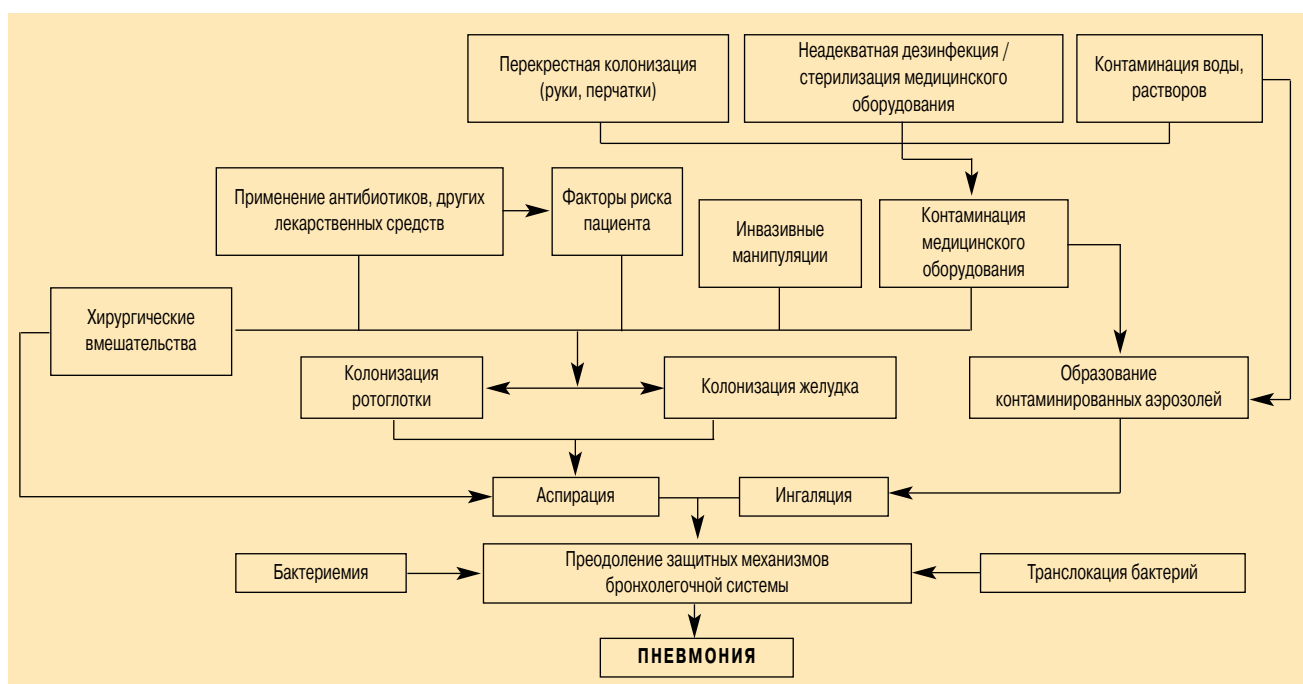 Перекрестная колонизация
(руки, перчатки)
Неадекватная дезинфекция /
стерилизация медицинского
оборудования
Контаминация воды,
растворов
Применение антибиотиков, других
лекарственных средств
Факторы риска
пациента
Инвазивные
манипуляции
Контаминация
медицинского
оборудования
Хирургические
вмешательства
Колонизация
ротоглотки
Колонизация желудка
Образование
контаминированных аэрозолей
Аспирация
Ингаляция
Бактериемия
Преодоление защитных механизмов
бронхолегочной системы
Транслокация бактерий
ПНЕВМОНИЯ